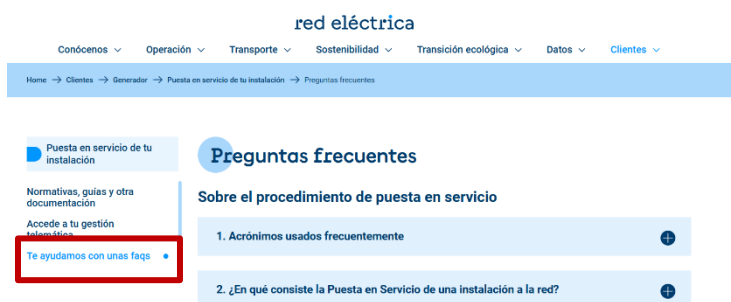 red eléctrica
Conócenos Operación Transporte Sostenibilidad Transición ecológica Datos Clientes
Home → Clientes → Generador → Puesta en servicio de tu instalación → Preguntas frecuentes
Puesta en servicio de tu
instalación
Preguntas frecuentes
Normativas, guías y otra
documentación
Sobre el procedimiento de puesta en servicio
Accede a tu gestión
telemática
1. Acrónimos usados frecuentemente
Te ayudamos con unas faqs
2. ¿En qué consiste la Puesta en Servicio de una instalación a la red?